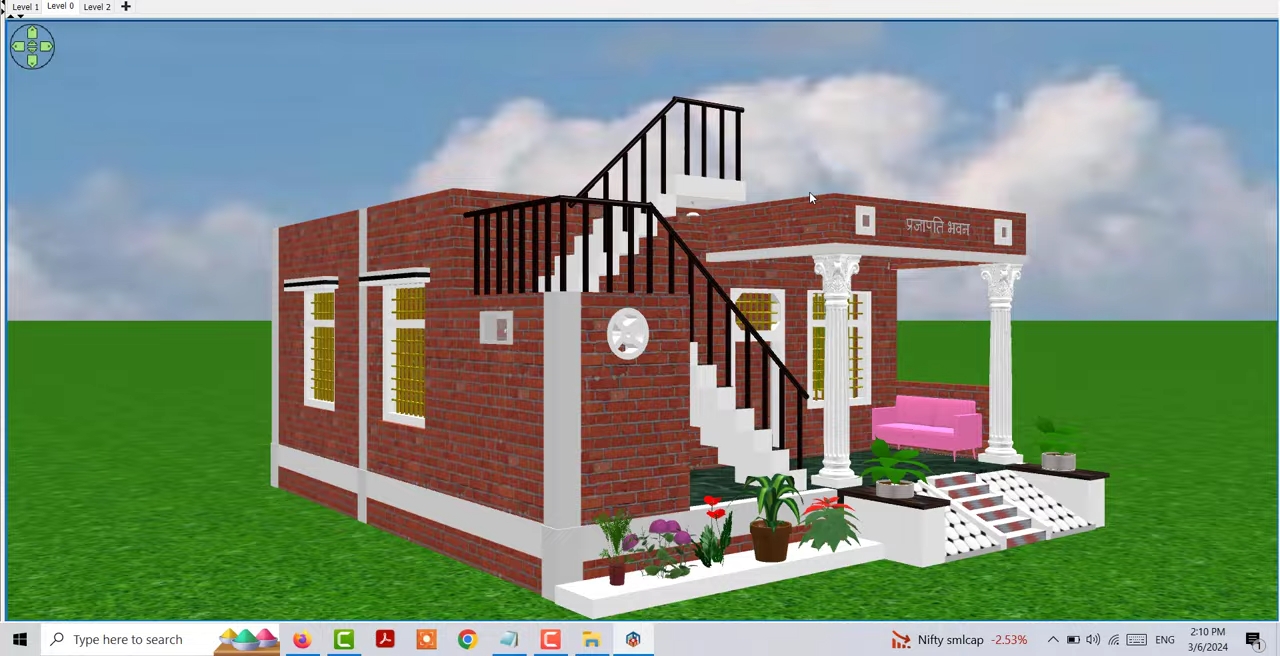 Level 1 Level 0 Level 2
प्रजापति भवन
Type here to search
Nifty smlcap -2.53%
ENG
2:10 PM
3/6/2024
1